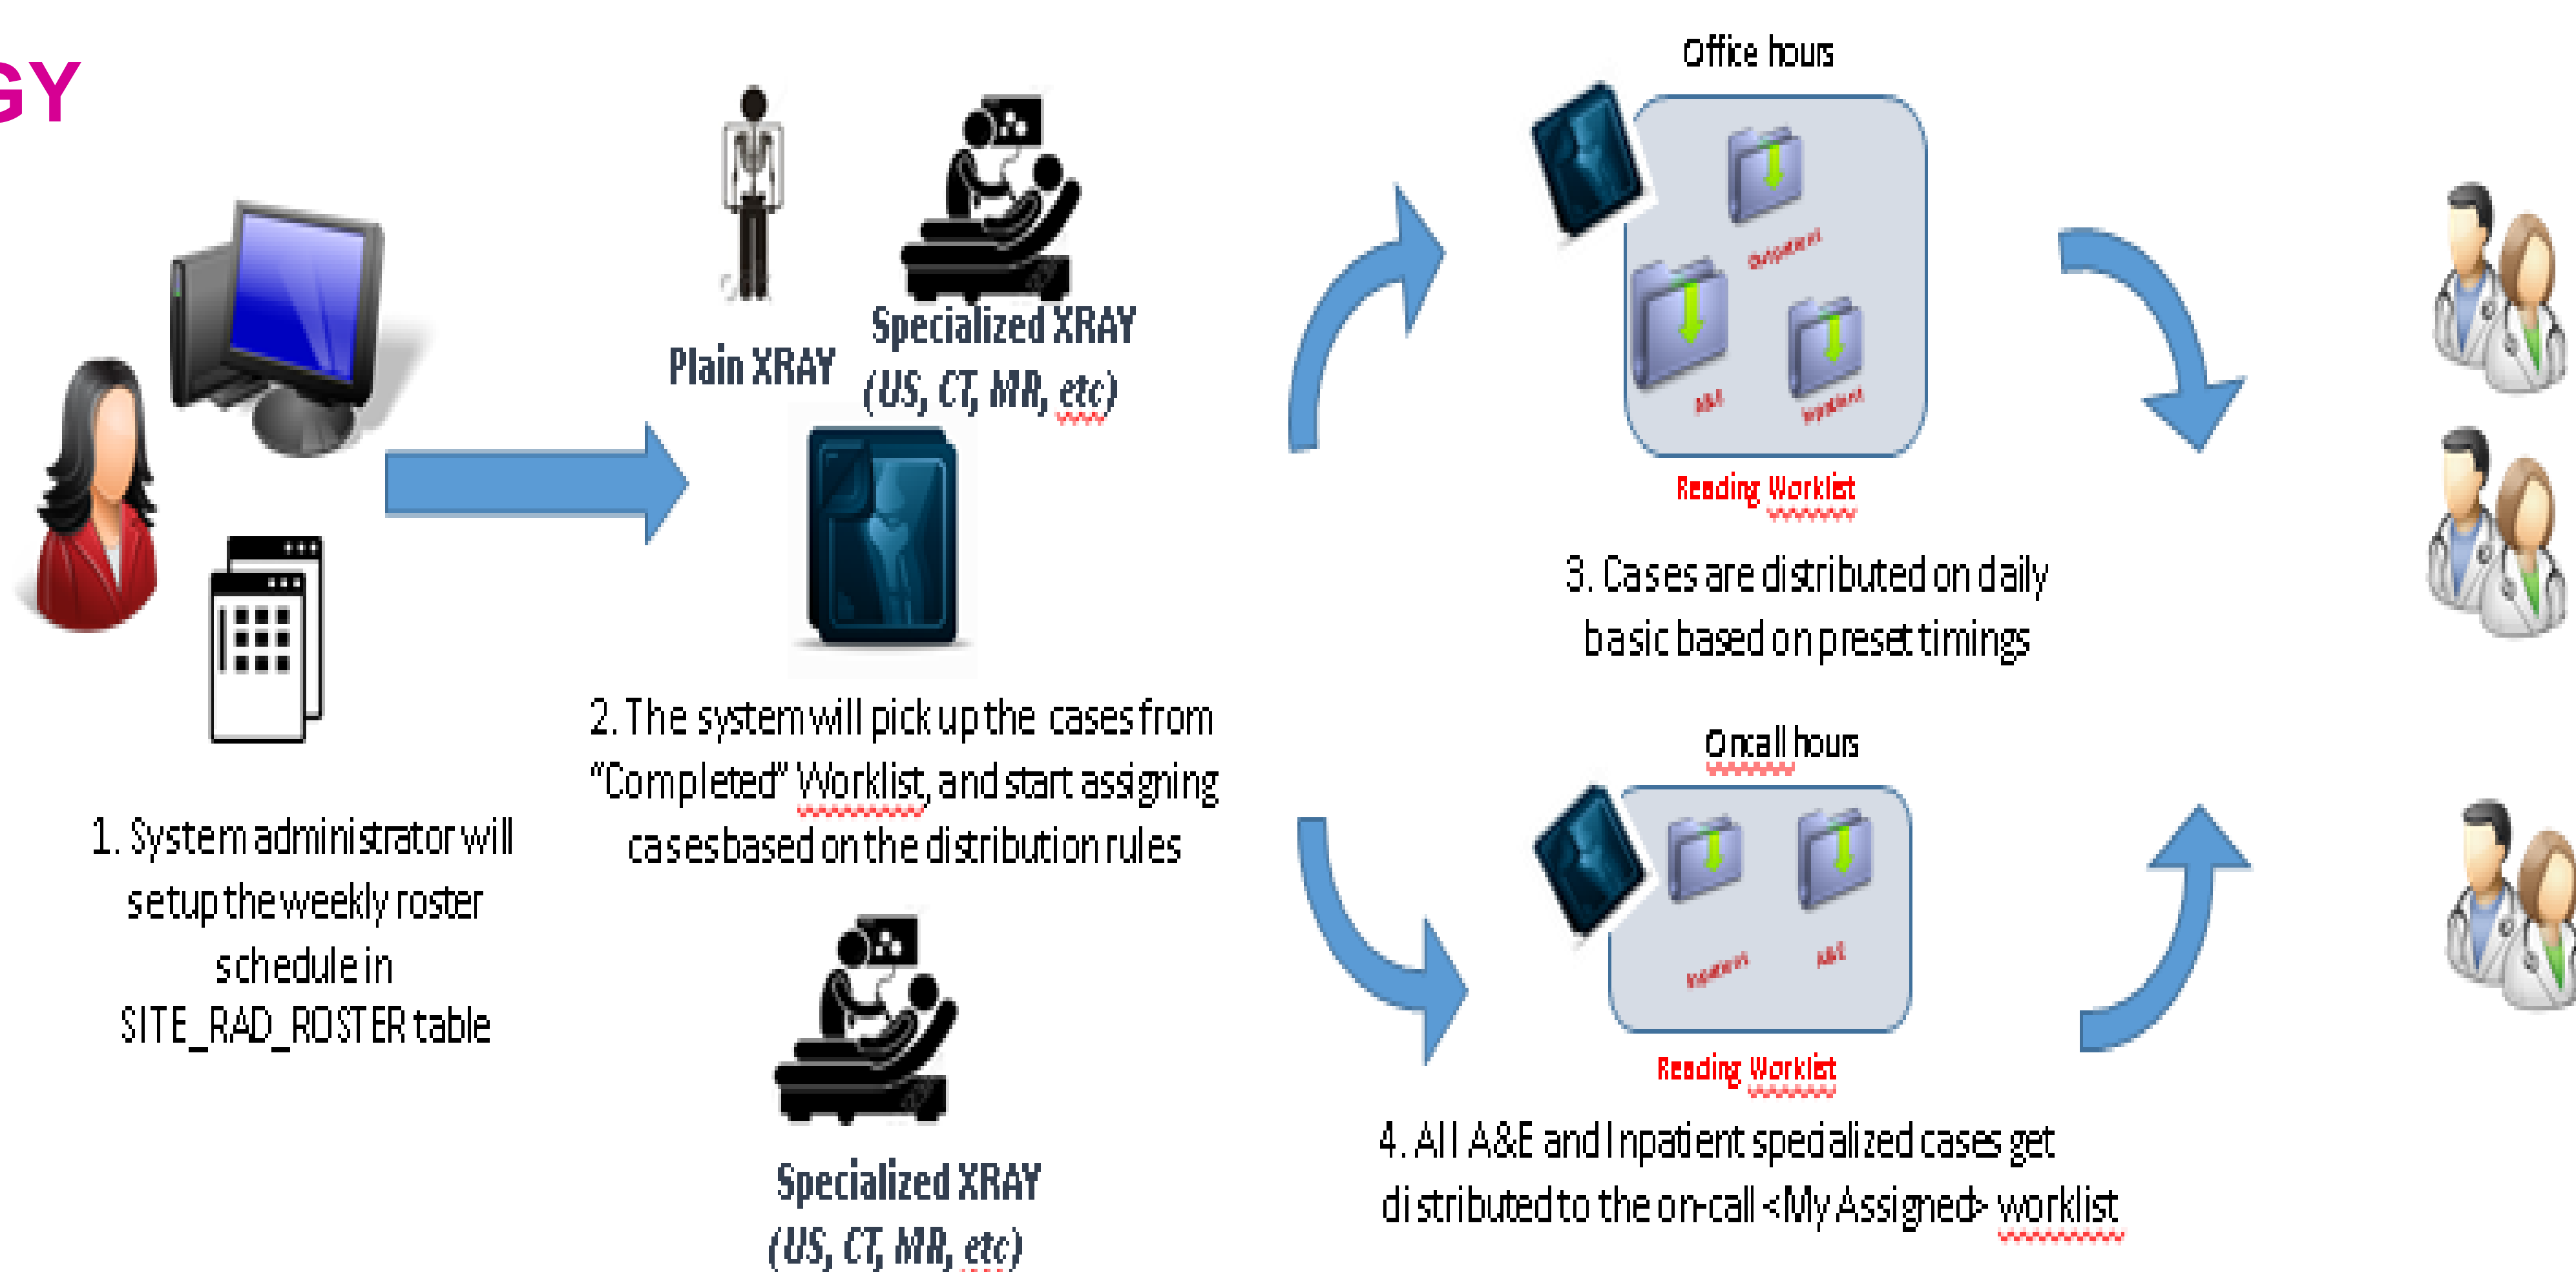 GY
1. System administrator will
setup the weekly roster
schedule in
SITE_RAD_ROSTER table
Plain XRAY
Specialized XRAY
(US, CT, MR, etc)
2. The system will pick up the cases from
“Completed” Worklist, and start assigning
cases based on the distribution rules
Specialized XRAY
(US, CT, MR, etc)
Office hours
Outpatient
A&E
Inpatient
Reading Worklist
3. Cases are distributed on daily
basic based on preset timings
Oncall hours
Inpatient
A&E
Reading Worklist
4. All A&E and Inpatient specialized cases get
distributed to the on-call <My Assigned> worklist